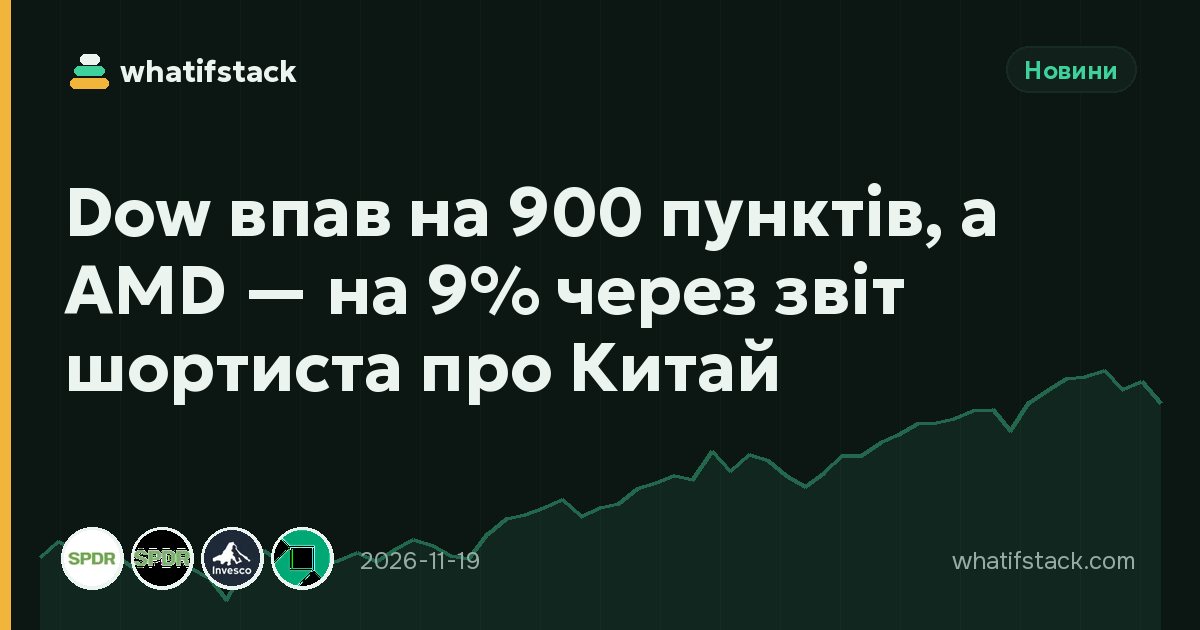 whatifstack
Новини
Dow впав на 900 пунктів, а
AMD — на 9% через звіт
шортиста про Китай
SPDR
SPDR
Invesco
2026-11-19
whatifstack.com